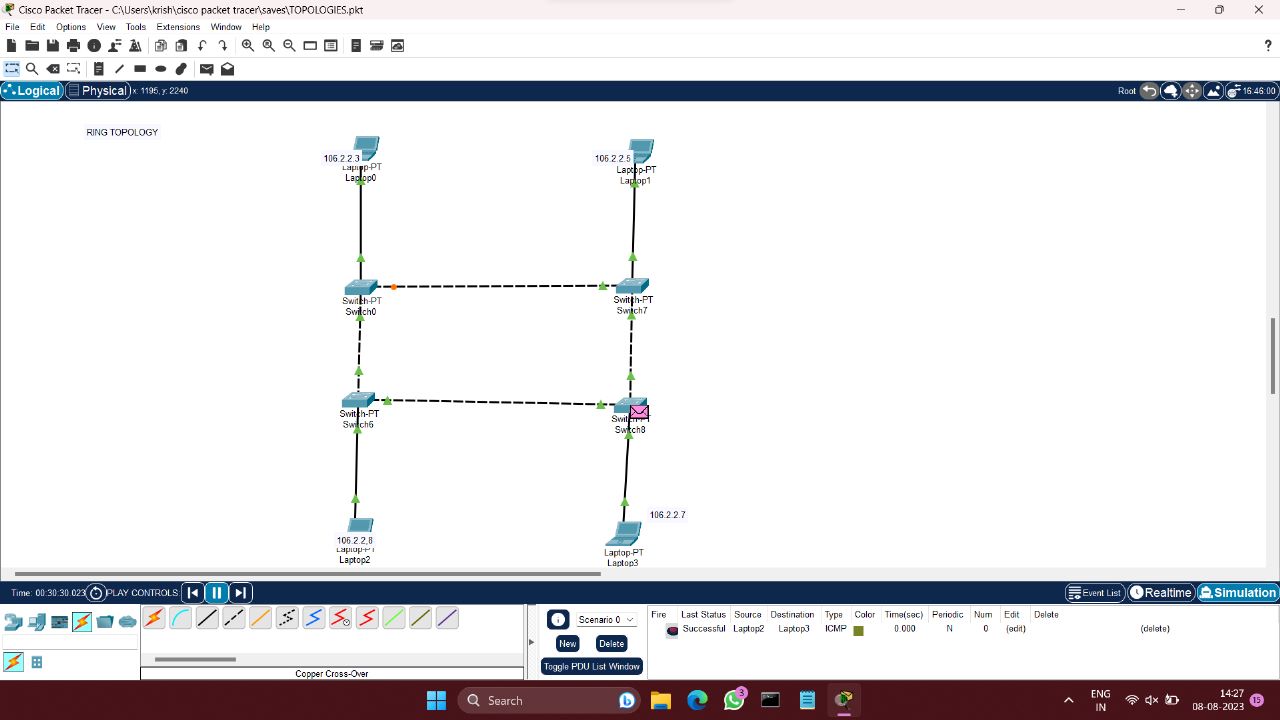 Cisco Packet Tracer - C:\Users\krish\cisco packet tracer\saves\TOPOLOGIES.pkt
File Edit Options View Tools Extensions Window Help
?
Logical Physical x: 1195, y: 2240 Root 16:46:00
RING TOPOLOGY
106.2.2.3
Laptop-PT
Laptop0
106.2.2.5
Laptop-PT
Laptop1
Switch-PT
Switch0
Switch-PT
Switch7
Switch-PT
Switch6
Switch-PT
Switch8
106.2.2.7
106.2.2,8
Laptop-PT
Laptop2
Laptop-PT
Laptop3
Time: 00:30:30.023 PLAY CONTROLS: Event List Realtime Simulation
Scenario 0
New Delete
Toggle PDU List Window
Fire Last Status Source Destination Type Color Time(sec) Periodic Num Edit Delete
Successful Laptop2 Laptop3 ICMP 0.000 N 0 (edit) (delete)
Copper Cross-Over
Search
3
ENG
IN
14:27
08-08-2023
15